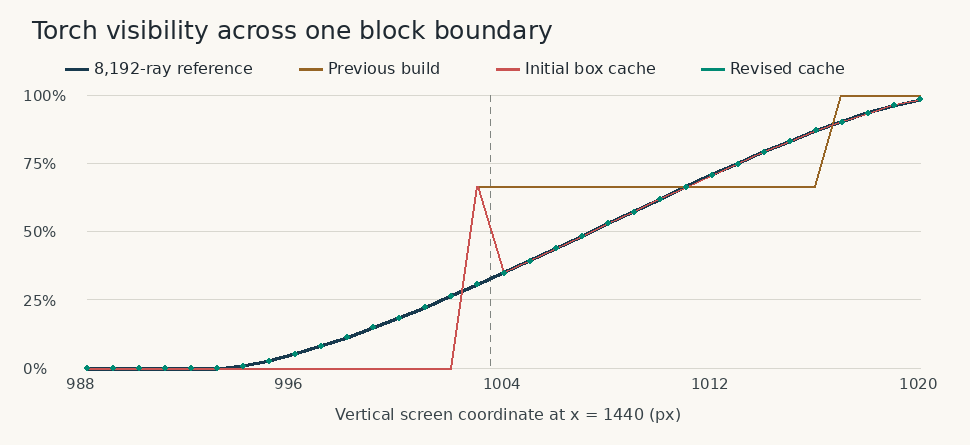 Torch visibility across one block boundary
8,192-ray reference Previous build Initial box cache Revised cache
100%
75%
50%
25%
0%
988 996 1004 1012 1020
Vertical screen coordinate at x = 1440 (px)